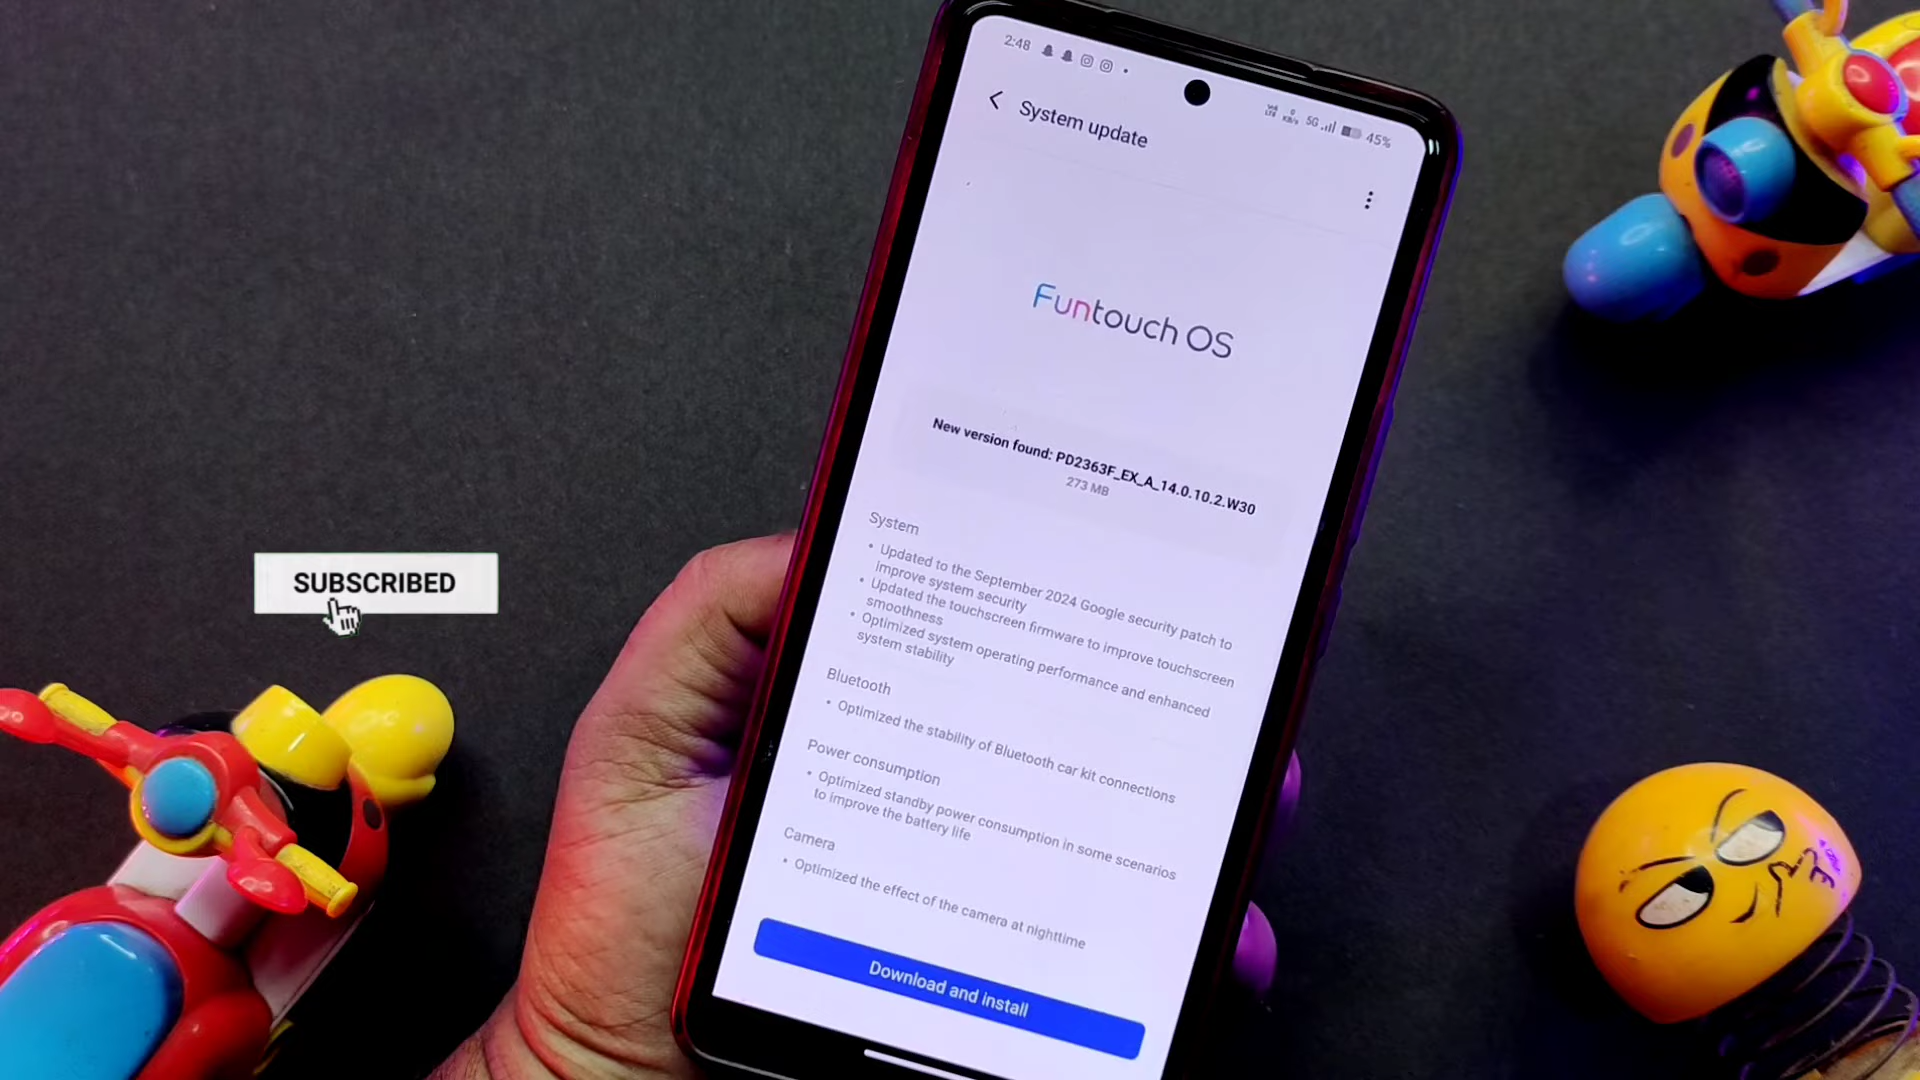 2:48
VoLTE 0 KB/s 5G 45%
System update
Funtouch OS
New version found: PD2363F_EX_A_14.0.10.2.W30
273 MB
System
• Updated to the September 2024 Google security patch to
improve system security
• Updated the touchscreen firmware to improve touchscreen
smoothness
• Optimized system operating performance and enhanced
system stability
Bluetooth
• Optimized the stability of Bluetooth car kit connections
Power consumption
• Optimized standby power consumption in some scenarios
to improve the battery life
Camera
• Optimized the effect of the camera at nighttime
Download and install
SUBSCRIBED